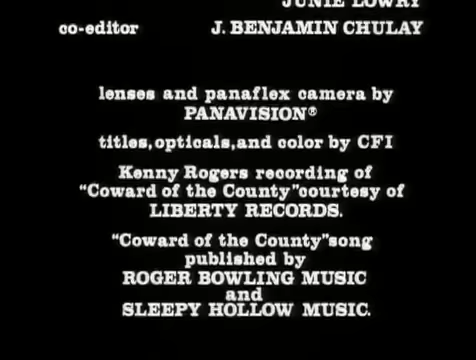 JUNIE LOWRY
co-editor J. BENJAMIN CHULAY
lenses and panaflex camera by
PANAVISION®
titles,opticals,and color by CFI
Kenny Rogers recording of
“Coward of the County”courtesy of
LIBERTY RECORDS.
“Coward of the County”song
published by
ROGER BOWLING MUSIC
and
SLEEPY HOLLOW MUSIC.